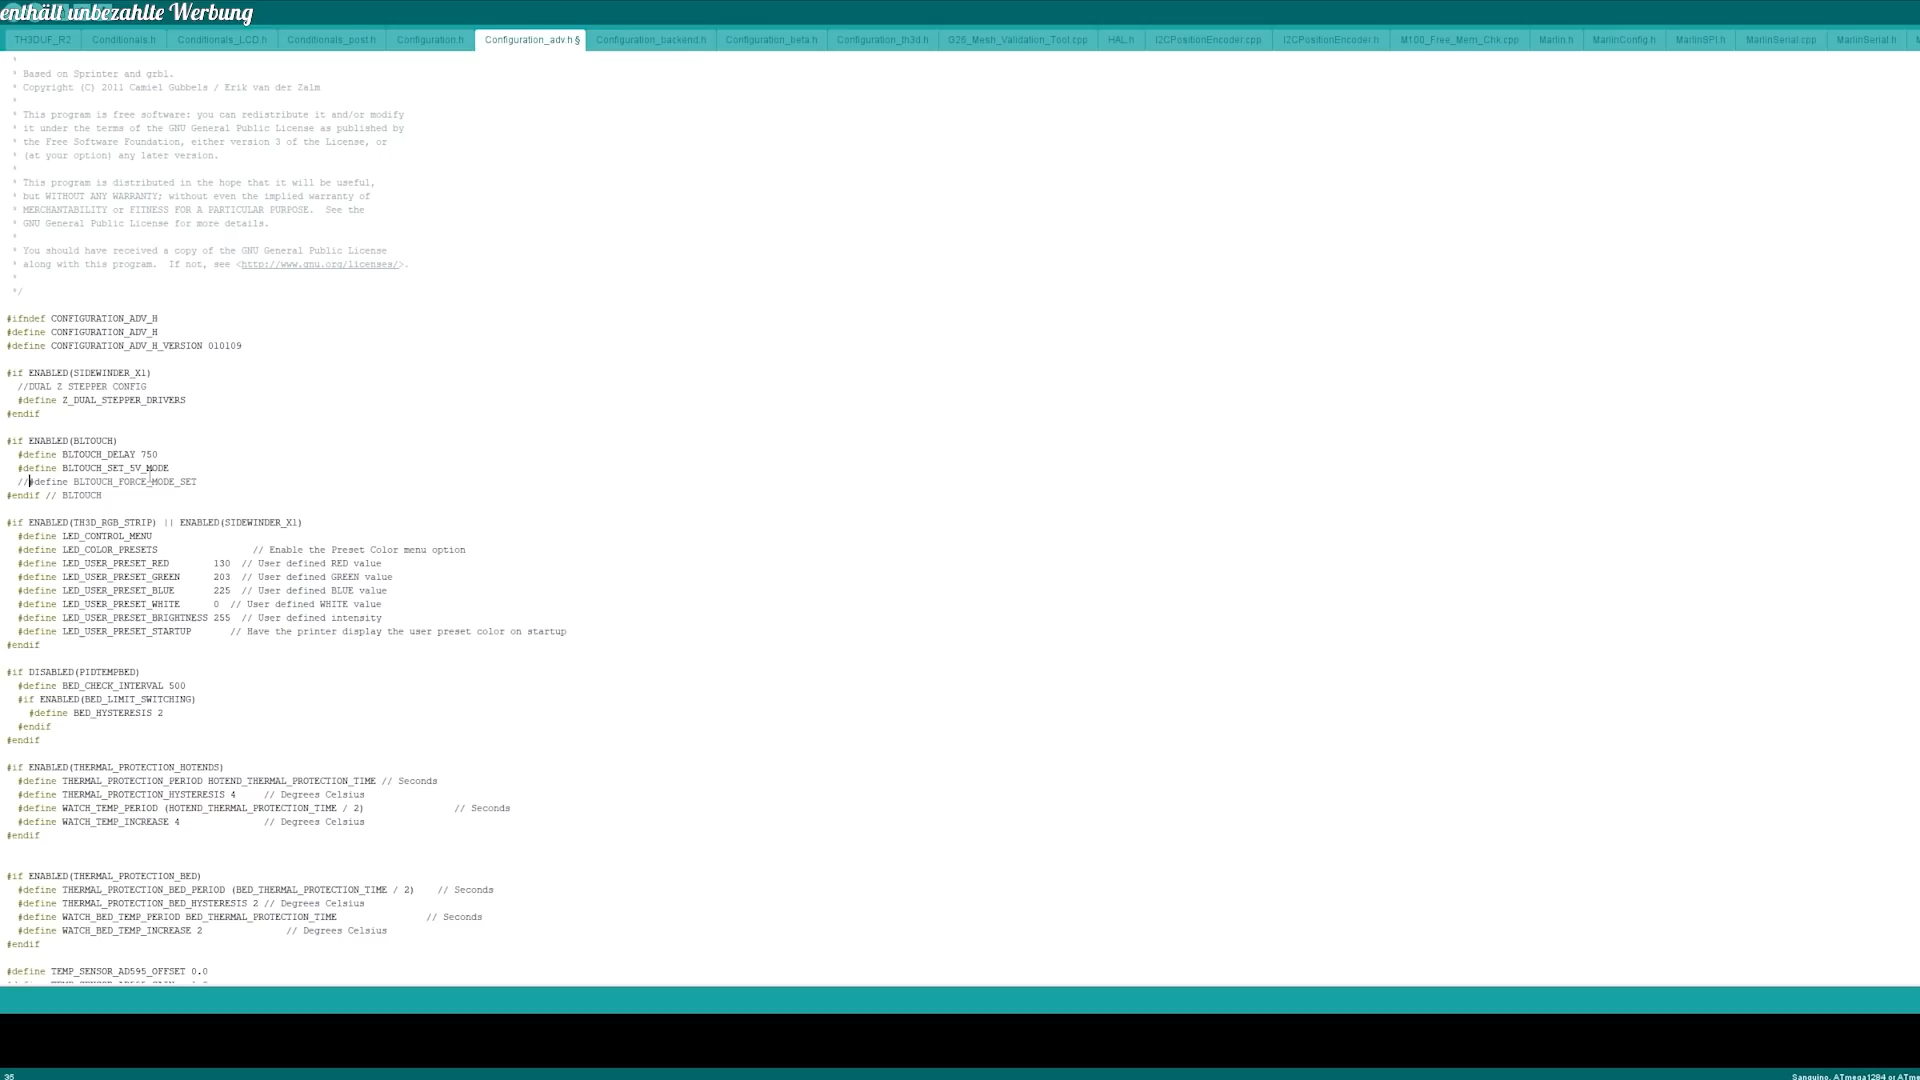 enthält unbezahlte Werbung
TH3DUF_R2 Conditionals.h Conditionals_LCD.h Conditionals_post.h Configuration.h Configuration_adv.h § Configuration_backend.h Configuration_beta.h Configuration_th3d.h G26_Mesh_Validation_Tool.cpp HAL.h I2CPositionEncoder.cpp I2CPositionEncoder.h M100_Free_Mem_Chk.cpp Marlin.h MarlinConfig.h MarlinSPI.h MarlinSerial.cpp MarlinSerial.h
*
* Based on Sprinter and grbl.
* Copyright (C) 2011 Camiel Gubbels / Erik van der Zalm
*
* This program is free software: you can redistribute it and/or modify
* it under the terms of the GNU General Public License as published by
* the Free Software Foundation, either version 3 of the License, or
* (at your option) any later version.
*
* This program is distributed in the hope that it will be useful,
* but WITHOUT ANY WARRANTY; without even the implied warranty of
* MERCHANTABILITY or FITNESS FOR A PARTICULAR PURPOSE.  See the
* GNU General Public License for more details.
*
* You should have received a copy of the GNU General Public License
* along with this program.  If not, see <http://www.gnu.org/licenses/>.
*
*/
#ifndef CONFIGURATION_ADV_H
#define CONFIGURATION_ADV_H
#define CONFIGURATION_ADV_H_VERSION 010109
#if ENABLED(SIDEWINDER_X1)
//DUAL Z STEPPER CONFIG
#define Z_DUAL_STEPPER_DRIVERS
#endif
#if ENABLED(BLTOUCH)
#define BLTOUCH_DELAY 750
#define BLTOUCH_SET_5V_MODE
//#define BLTOUCH_FORCE_MODE_SET
#endif // BLTOUCH
#if ENABLED(TH3D_RGB_STRIP) || ENABLED(SIDEWINDER_X1)
#define LED_CONTROL_MENU
#define LED_COLOR_PRESETS // Enable the Preset Color menu option
#define LED_USER_PRESET_RED 130 // User defined RED value
#define LED_USER_PRESET_GREEN 203 // User defined GREEN value
#define LED_USER_PRESET_BLUE 225 // User defined BLUE value
#define LED_USER_PRESET_WHITE 0 // User defined WHITE value
#define LED_USER_PRESET_BRIGHTNESS 255 // User defined intensity
#define LED_USER_PRESET_STARTUP // Have the printer display the user preset color on startup
#endif
#if DISABLED(PIDTEMPBED)
#define BED_CHECK_INTERVAL 500
#if ENABLED(BED_LIMIT_SWITCHING)
#define BED_HYSTERESIS 2
#endif
#endif
#if ENABLED(THERMAL_PROTECTION_HOTENDS)
#define THERMAL_PROTECTION_PERIOD HOTEND_THERMAL_PROTECTION_TIME // Seconds
#define THERMAL_PROTECTION_HYSTERESIS 4 // Degrees Celsius
#define WATCH_TEMP_PERIOD (HOTEND_THERMAL_PROTECTION_TIME / 2) // Seconds
#define WATCH_TEMP_INCREASE 4 // Degrees Celsius
#endif
#if ENABLED(THERMAL_PROTECTION_BED)
#define THERMAL_PROTECTION_BED_PERIOD (BED_THERMAL_PROTECTION_TIME / 2) // Seconds
#define THERMAL_PROTECTION_BED_HYSTERESIS 2 // Degrees Celsius
#define WATCH_BED_TEMP_PERIOD BED_THERMAL_PROTECTION_TIME // Seconds
#define WATCH_BED_TEMP_INCREASE 2 // Degrees Celsius
#endif
#define TEMP_SENSOR_AD595_OFFSET 0.0
35
Sanguino, ATmega1284 or